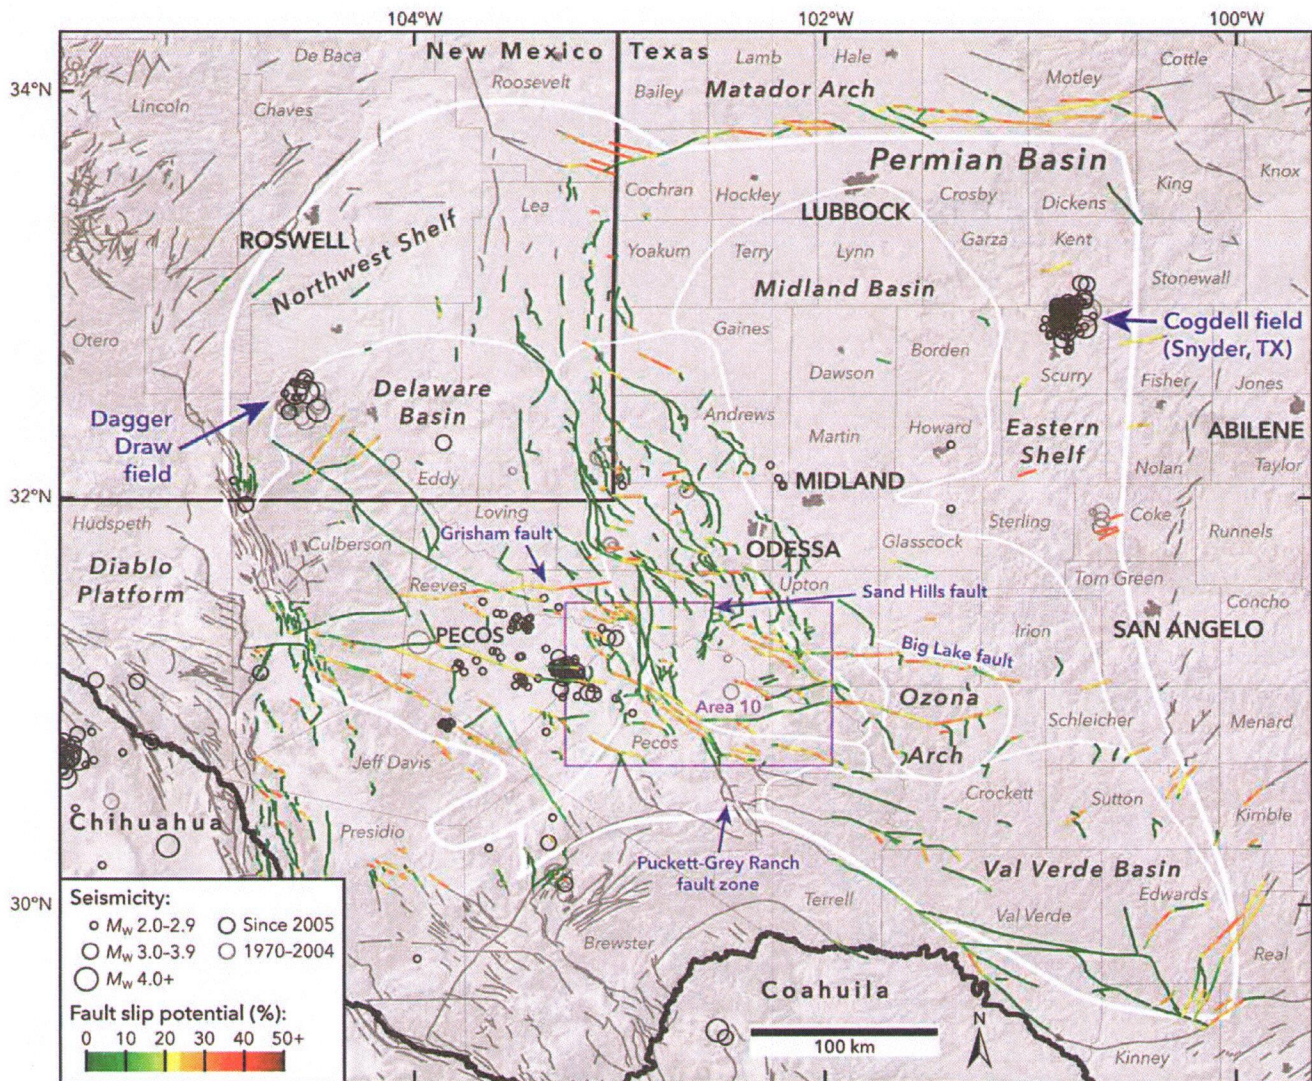 104°W
102°W
100°W
34°N
32°N
30°N
New Mexico
Texas
De Baca
Roosevelt
Lamb
Hale
Bailey
Matador Arch
Motley
Cottle
Lincoln
Chaves
Permian Basin
Cochran
Hockley
LUBBOCK
Crosby
Dickens
King
Knox
Lea
ROSWELL
Northwest Shelf
Yoakum
Terry
Lynn
Garza
Kent
Stonewall
Midland Basin
Otero
Gaines
Borden
Cogdell field
(Snyder, TX)
Dawson
Scurry
Fisher
Jones
Delaware
Basin
Dagger
Draw
field
Andrews
Martin
Howard
Eastern
Shelf
ABILENE
Nolan
Taylor
Eddy
MIDLAND
Hudspeth
Loving
Grisham fault
Culberson
ODESSA
Glasscock
Sterling
Coke
Runnels
Diablo
Platform
Reeves
Upton
Sand Hills fault
Tom Green
Concho
PECOS
Irion
SAN ANGELO
Big Lake fault
Area 10
Ozona
Arch
Schleicher
Menard
Pecos
Jeff Davis
Crockett
Sutton
Kimble
Chihuahua
Presidio
Puckett-Grey Ranch
fault zone
Val Verde Basin
Edwards
Terrell
Val Verde
Brewster
Real
Coahuila
Kinney
N
100 km
Seismicity:
Mw 2.0-2.9
Since 2005
Mw 3.0-3.9
1970-2004
Mw 4.0+
Fault slip potential (%):
0 10 20 30 40 50+